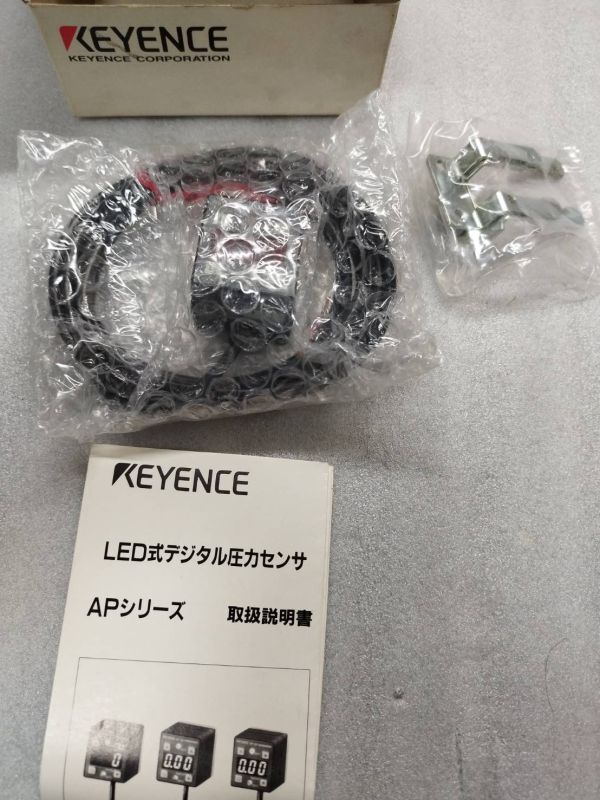 KEYENCE
KEYENCE CORPORATION
KEYENCE
LED式デジタル圧力センサ
APシリーズ 取扱説明書
0
0.00
0.00